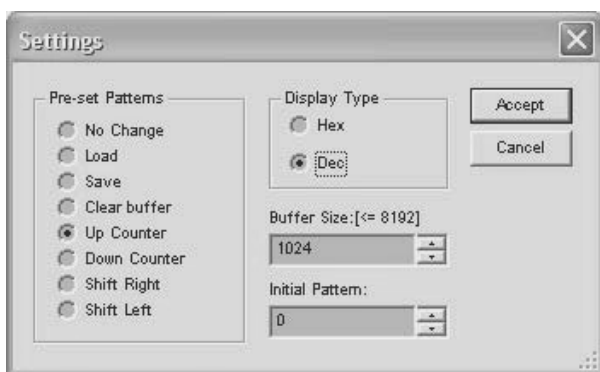 Settings
Pre-set Patterns
No Change
Load
Save
Clear buffer
Up Counter
Down Counter
Shift Right
Shift Left
Display Type
Hex
Dec
Buffer Size:[<= 8192]
1024
Initial Pattern:
0
Accept
Cancel